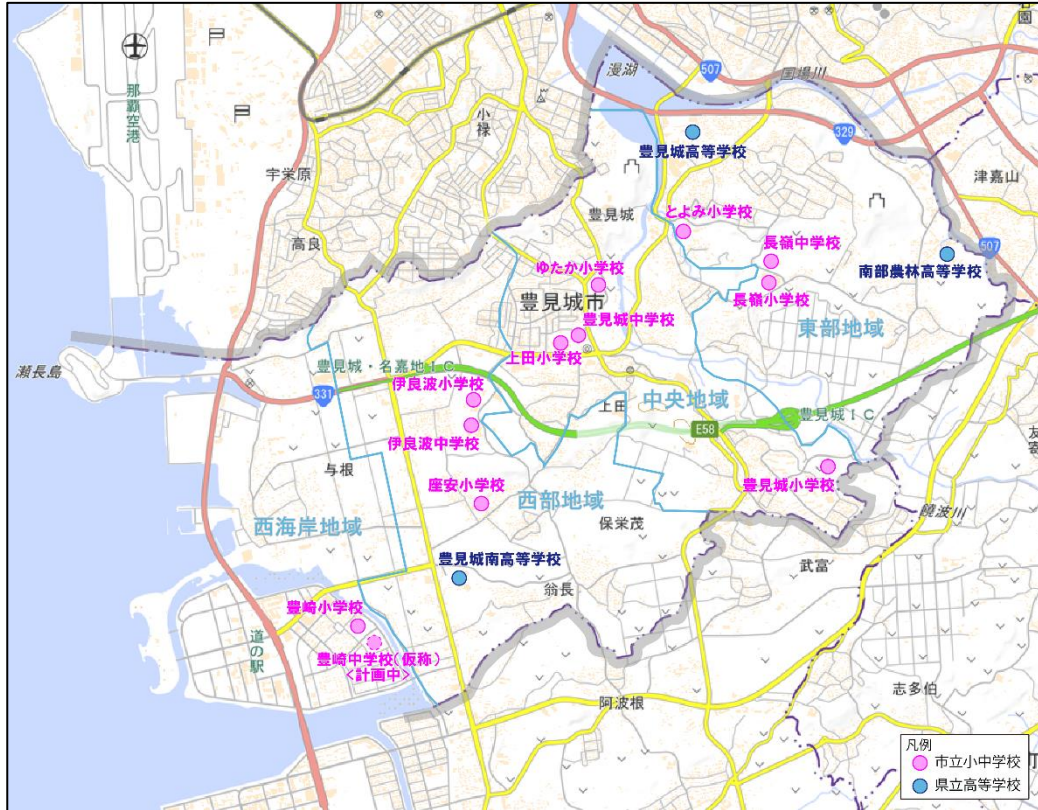 那覇空港
漫湖
507
国場川
小禄
329
豊見城高等学校
宇栄原
津嘉山
豊見城
とよみ小学校
高良
長嶺中学校
507
ゆたか小学校
南部農林高等学校
長嶺小学校
豊見城市
豊見城中学校
東部地域
上田小学校
瀬長島
豊見城・名嘉地IC
伊良波小学校
331
中央地域
上田
豊見城IC
E58
伊良波中学校
友寄
与根
豊見城小学校
座安小学校
西部地域
西海岸地域
保栄茂
饒波川
豊見城南高等学校
武富
翁長
豊崎小学校
道の駅
豊崎中学校(仮称)
<計画中>
志多伯
阿波根
凡例
市立小中学校
県立高等学校
町